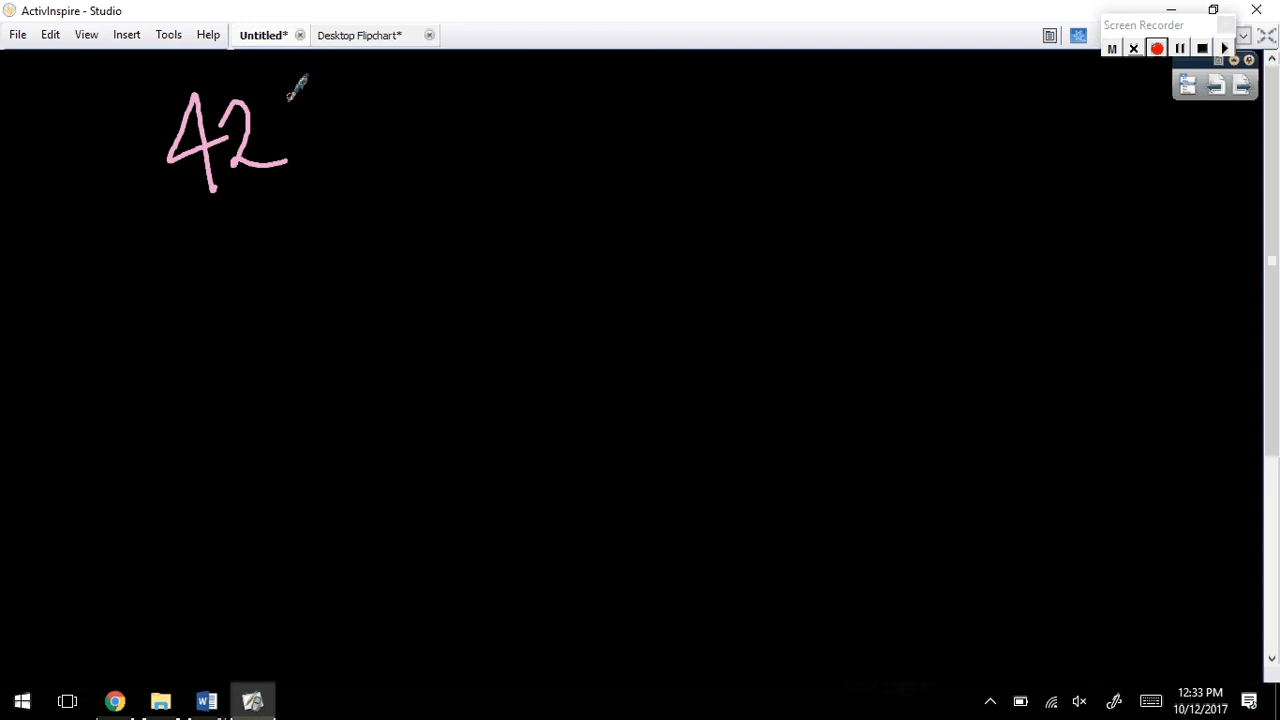 ActivInspire - Studio
Screen Recorder
File Edit View Insert Tools Help Untitled* Desktop Flipchart*
M
42
12:33 PM
10/12/2017